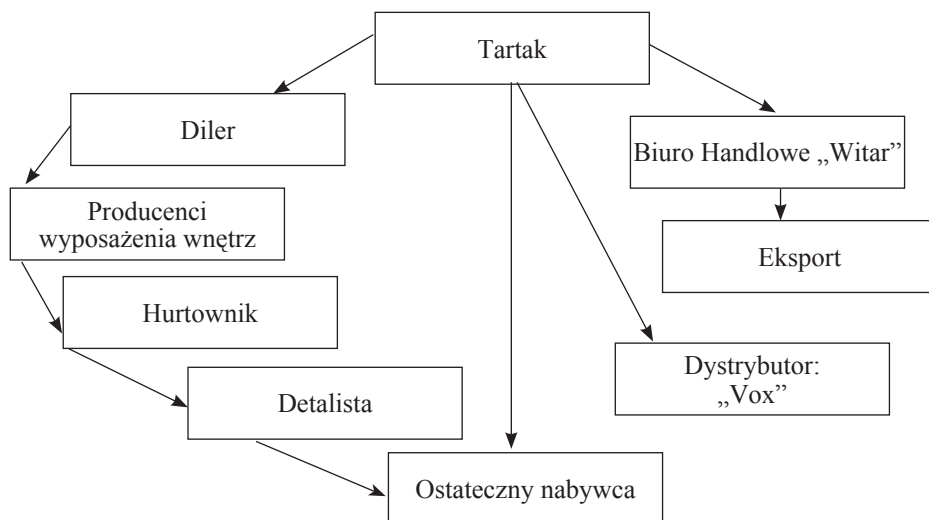 Tartak
Diler
Biuro Handlowe „Witar”
Producenci
wyposażenia wnętrz
Eksport
Hurtownik
Dystrybutor:
„Vox”
Detalista
Ostateczny nabywca